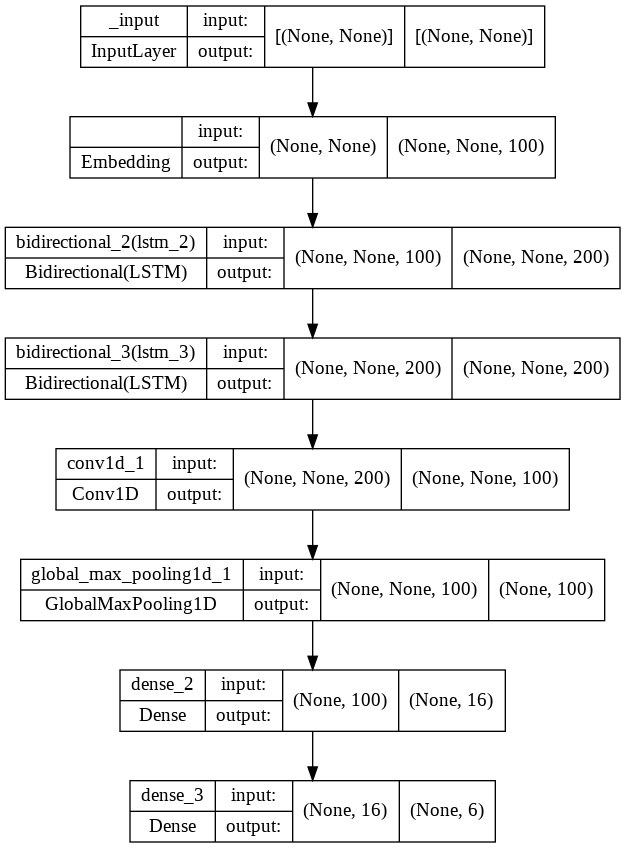 _input input: [(None, None)] [(None, None)]
InputLayer output:
input: (None, None) (None, None, 100)
Embedding output:
bidirectional_2(lstm_2) input: (None, None, 100) (None, None, 200)
Bidirectional(LSTM) output:
bidirectional_3(lstm_3) input: (None, None, 200) (None, None, 200)
Bidirectional(LSTM) output:
conv1d_1 input: (None, None, 200) (None, None, 100)
Conv1D output:
global_max_pooling1d_1 input: (None, None, 100) (None, 100)
GlobalMaxPooling1D output:
dense_2 input: (None, 100) (None, 16)
Dense output:
dense_3 input: (None, 16) (None, 6)
Dense output: